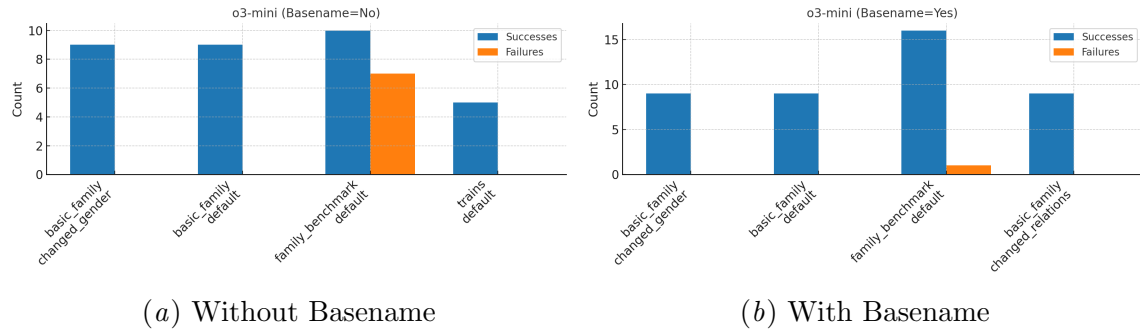 o3-mini (Basename=No)
Count
10
8
6
4
2
0
Successes
Failures
basic_family
changed_gender
basic_family
default
family_benchmark
default
trains
default
(a) Without Basename
o3-mini (Basename=Yes)
Count
15
10
5
0
Successes
Failures
basic_family
changed_gender
basic_family
default
family_benchmark
default
basic_family
changed_relations
(b) With Basename